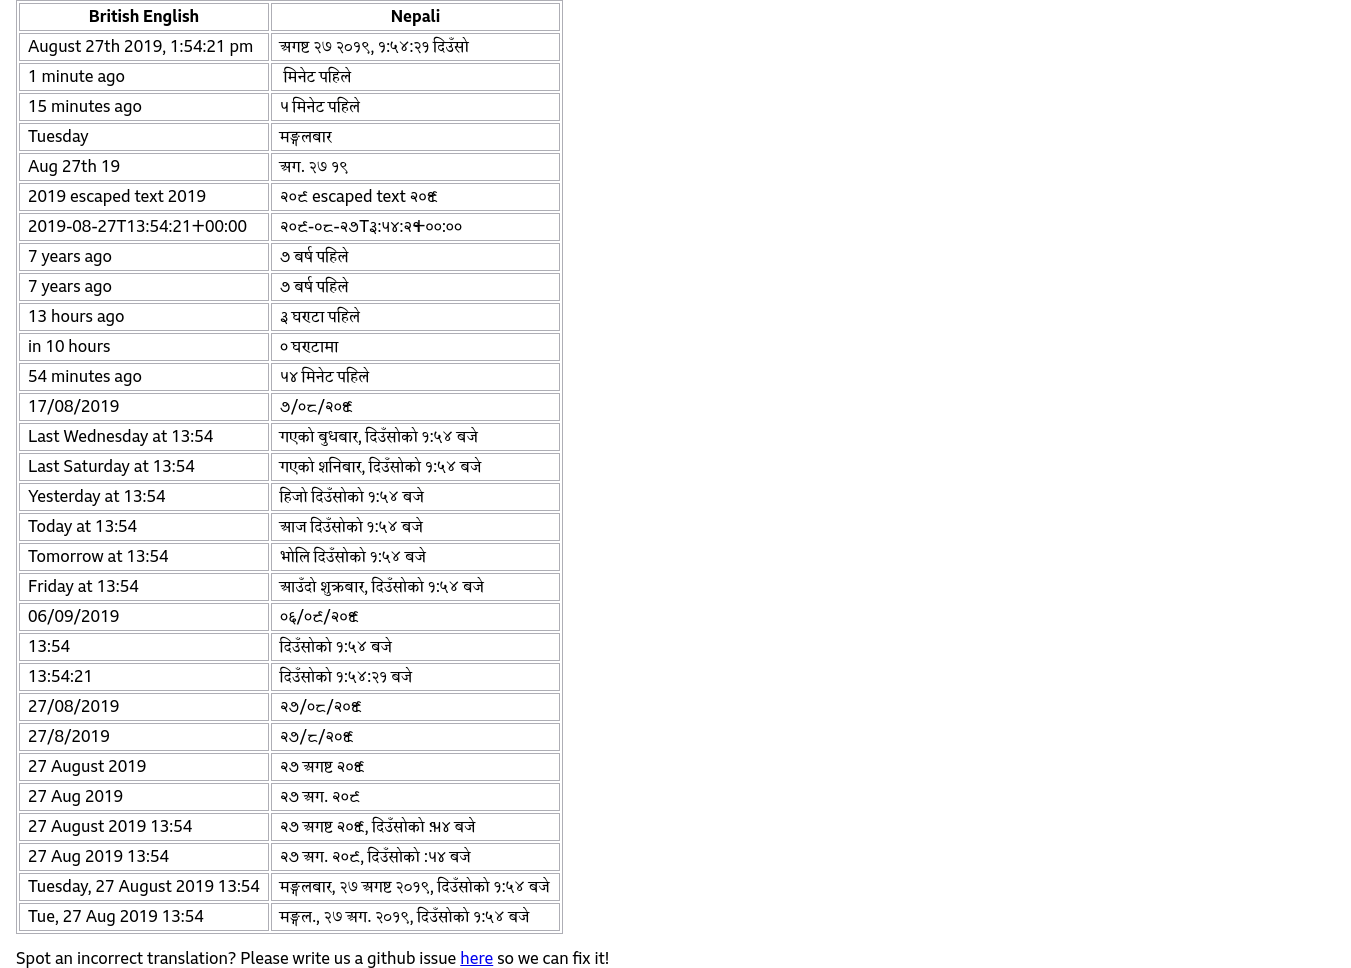 British English Nepali
August 27th 2019, 1:54:21 pm अगष्ट २७ २०१९, १:५४:२१ दिउँसो
1 minute ago मिनेट पहिले
15 minutes ago ५ मिनेट पहिले
Tuesday मङ्गलबार
Aug 27th 19 अग. २७ १९
2019 escaped text 2019 २०९ escaped text २०१९
2019-08-27T13:54:21+00:00 २०९-०८-२७T३:५४:२१+००:००
7 years ago ७ बर्ष पहिले
7 years ago ७ बर्ष पहिले
13 hours ago ३ घण्टा पहिले
in 10 hours ० घण्टामा
54 minutes ago ५४ मिनेट पहिले
17/08/2019 ७/०८/२०१९
Last Wednesday at 13:54 गएको बुधबार, दिउँसोको १:५४ बजे
Last Saturday at 13:54 गएको शनिबार, दिउँसोको १:५४ बजे
Yesterday at 13:54 हिजो दिउँसोको १:५४ बजे
Today at 13:54 आज दिउँसोको १:५४ बजे
Tomorrow at 13:54 भोलि दिउँसोको १:५४ बजे
Friday at 13:54 आउँदो शुक्रबार, दिउँसोको १:५४ बजे
06/09/2019 ०६/०९/२०१९
13:54 दिउँसोको १:५४ बजे
13:54:21 दिउँसोको १:५४:२१ बजे
27/08/2019 २७/०८/२०१९
27/8/2019 २७/८/२०१९
27 August 2019 २७ अगष्ट २०१९
27 Aug 2019 २७ अग. २०९
27 August 2019 13:54 २७ अगष्ट २०१९, दिउँसोको १:५४ बजे
27 Aug 2019 13:54 २७ अग. २०९, दिउँसोको :५४ बजे
Tuesday, 27 August 2019 13:54 मङ्गलबार, २७ अगष्ट २०१९, दिउँसोको १:५४ बजे
Tue, 27 Aug 2019 13:54 मङ्गल., २७ अग. २०१९, दिउँसोको १:५४ बजे
Spot an incorrect translation? Please write us a github issue here so we can fix it!